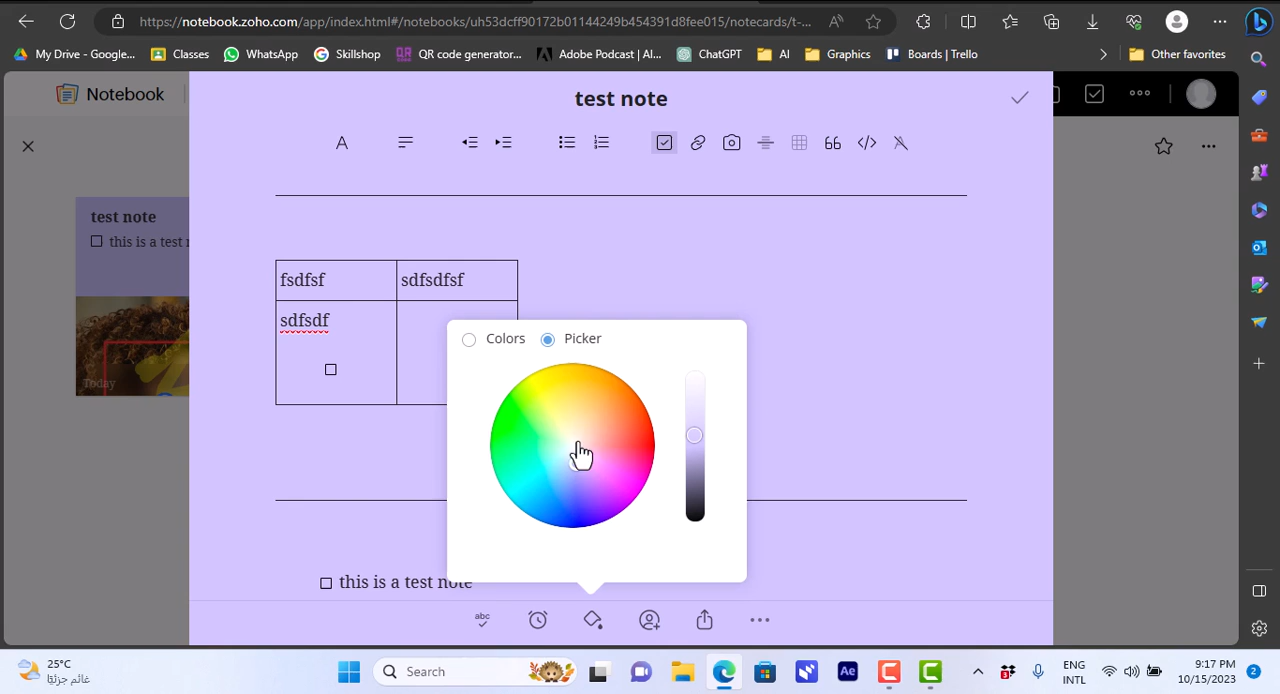 https://notebook.zoho.com/app/index.html#/notebooks/uh53dcff90172b01144249b454391d8fee015/notecards/t-...
My Drive - Google...
Classes
WhatsApp
Skillshop
QR code generator...
Adobe Podcast | AI...
ChatGPT
AI
Graphics
Boards | Trello
Other favorites
Notebook
test note
A
test note
this is a test
Today
fsdfsf
sdfsdfsf
sdfsdf
Colors
Picker
this is a test note
abc
25°C
غائم جزئيًا
Search
Ae
3
ENG
INTL
9:17 PM
10/15/2023
2